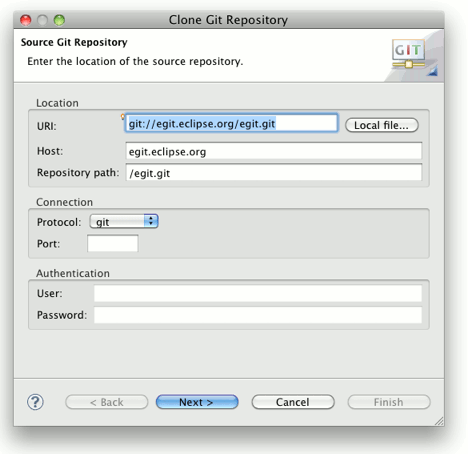 Clone Git Repository
Source Git Repository
Enter the location of the source repository.
GIT
Location
URI: git://egit.eclipse.org/egit.git Local file...
Host: egit.eclipse.org
Repository path: /egit.git
Connection
Protocol: git
Port:
Authentication
User:
Password:
? < Back Next > Cancel Finish